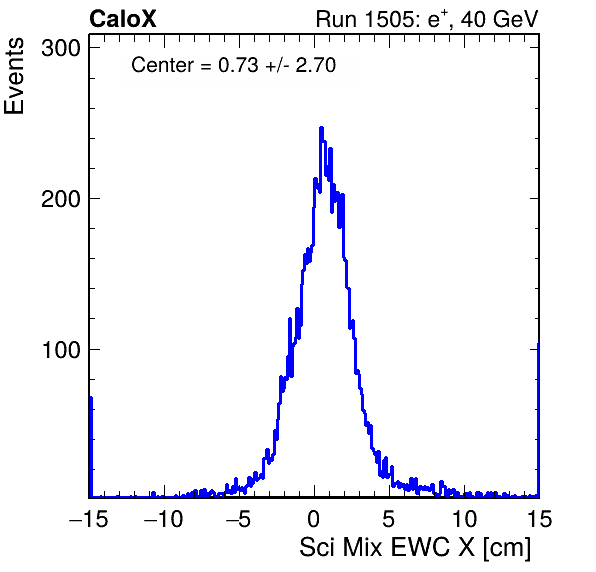 CaloX Run 1505: e⁺, 40 GeV
Events
Center = 0.73 +/- 2.70
300
200
100
−15 −10 −5 0 5 10 15
Sci Mix EWC X [cm]